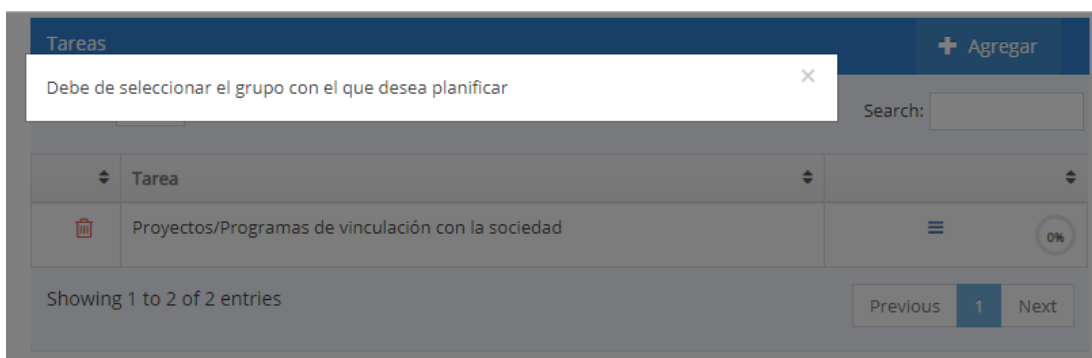 Tareas
Agregar
Debe de seleccionar el grupo con el que desea planificar
×
Search:
Tarea
Proyectos/Programas de vinculación con la sociedad
0%
Showing 1 to 2 of 2 entries
Previous 1 Next